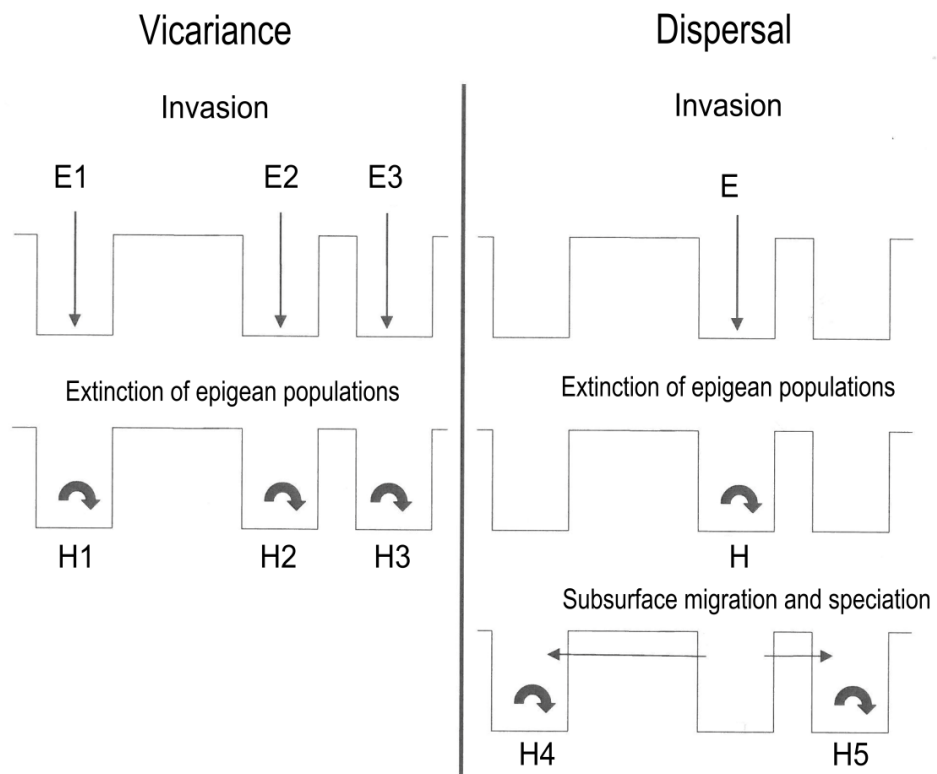 Vicariance
Invasion
E1 E2 E3
Extinction of epigean populations
H1 H2 H3
Dispersal
Invasion
E
Extinction of epigean populations
H
Subsurface migration and speciation
H4 H5